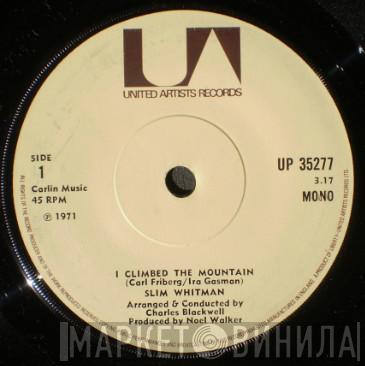 UA
UNITED ARTISTS RECORDS
SIDE
1
Carlin Music
45 RPM
℗ 1971
UP 35277
3.17
MONO
I CLIMBED THE MOUNTAIN
(Carl Friberg/Ira Gasman)
SLIM WHITMAN
Arranged & Conducted by
Charles Blackwell
Produced by Noel Walker
МАРКЕТ ВИНИЛА